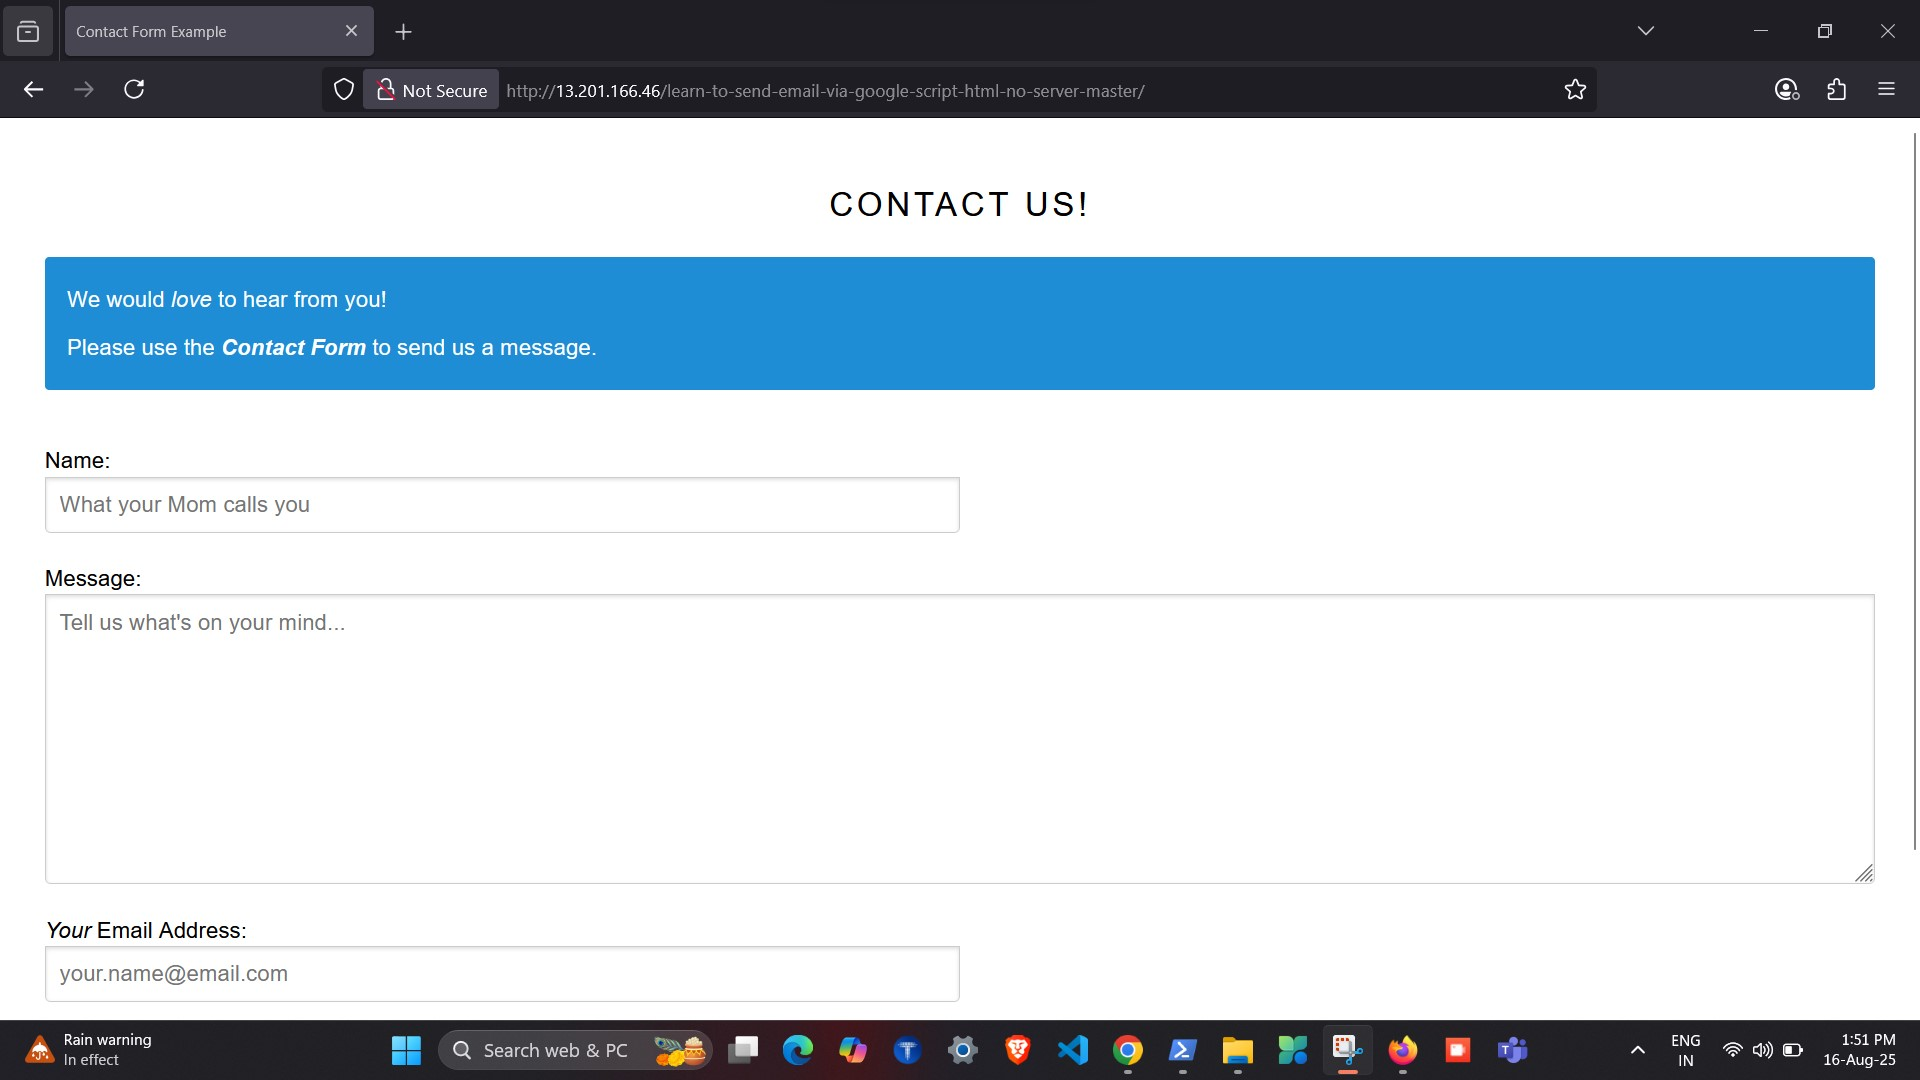 Contact Form Example
Not Secure
http://13.201.166.46/learn-to-send-email-via-google-script-html-no-server-master/
CONTACT US!
We would love to hear from you!
Please use the Contact Form to send us a message.
Name:
What your Mom calls you
Message:
Tell us what's on your mind...
Your Email Address:
your.name@email.com
Rain warning
In effect
Search web & PC
ENG
IN
1:51 PM
16-Aug-25